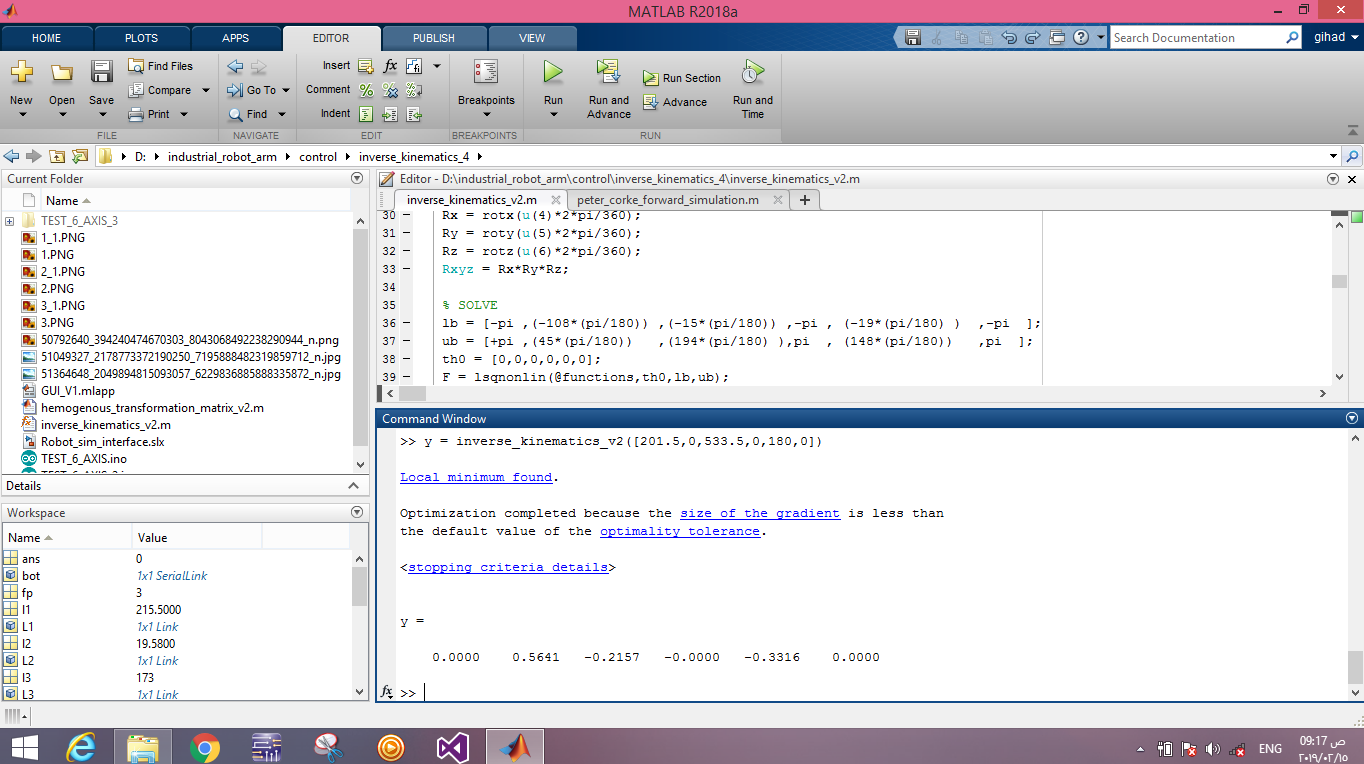 MATLAB R2018a
HOME PLOTS APPS EDITOR PUBLISH VIEW
Search Documentation gihad
New Open Save Find Files Compare Print
Go To Find
Insert fx Comment Indent
Breakpoints
Run Run and Advance Run Section Advance Run and Time
FILE NAVIGATE EDIT BREAKPOINTS RUN
D: industrial_robot_arm control inverse_kinematics_4
Current Folder
Name
TEST_6_AXIS_3
1_1.PNG
1.PNG
2_1.PNG
2.PNG
3_1.PNG
3.PNG
50792640_394240474670303_8043068492238290944_n.png
51049327_2178773372190250_7195888482319859712_n.jpg
51364648_2049894815093057_6229836885888335872_n.jpg
GUI_V1.mlapp
hemogenous_transformation_matrix_v2.m
inverse_kinematics_v2.m
Robot_sim_interface.slx
TEST_6_AXIS.ino
Details
Workspace
Name Value
ans 0
bot 1x1 SerialLink
fp 3
l1 215.5000
L1 1x1 Link
l2 19.5800
L2 1x1 Link
l3 173
L3 1x1 Link
Editor - D:\industrial_robot_arm\control\inverse_kinematics_4\inverse_kinematics_v2.m
inverse_kinematics_v2.m peter_corke_forward_simulation.m +
30 – Rx = rotx(u(4)*2*pi/360);
31 – Ry = roty(u(5)*2*pi/360);
32 – Rz = rotz(u(6)*2*pi/360);
33 – Rxyz = Rx*Ry*Rz;
34
35 % SOLVE
36 – lb = [-pi ,(-108*(pi/180)) ,(-15*(pi/180)) ,-pi , (-19*(pi/180) ) ,-pi ];
37 – ub = [+pi ,(45*(pi/180)) ,(194*(pi/180) ),pi , (148*(pi/180)) ,pi ];
38 – th0 = [0,0,0,0,0,0];
39 – F = lsqnonlin(@functions,th0,lb,ub);
Command Window
>> y = inverse_kinematics_v2([201.5,0,533.5,0,180,0])
Local minimum found.
Optimization completed because the size of the gradient is less than
the default value of the optimality tolerance.
<stopping criteria details>
y =
0.0000 0.5641 -0.2157 -0.0000 -0.3316 0.0000
fx >>
ENG
09:17 ص
٢٠١٩/٠٢/١٥